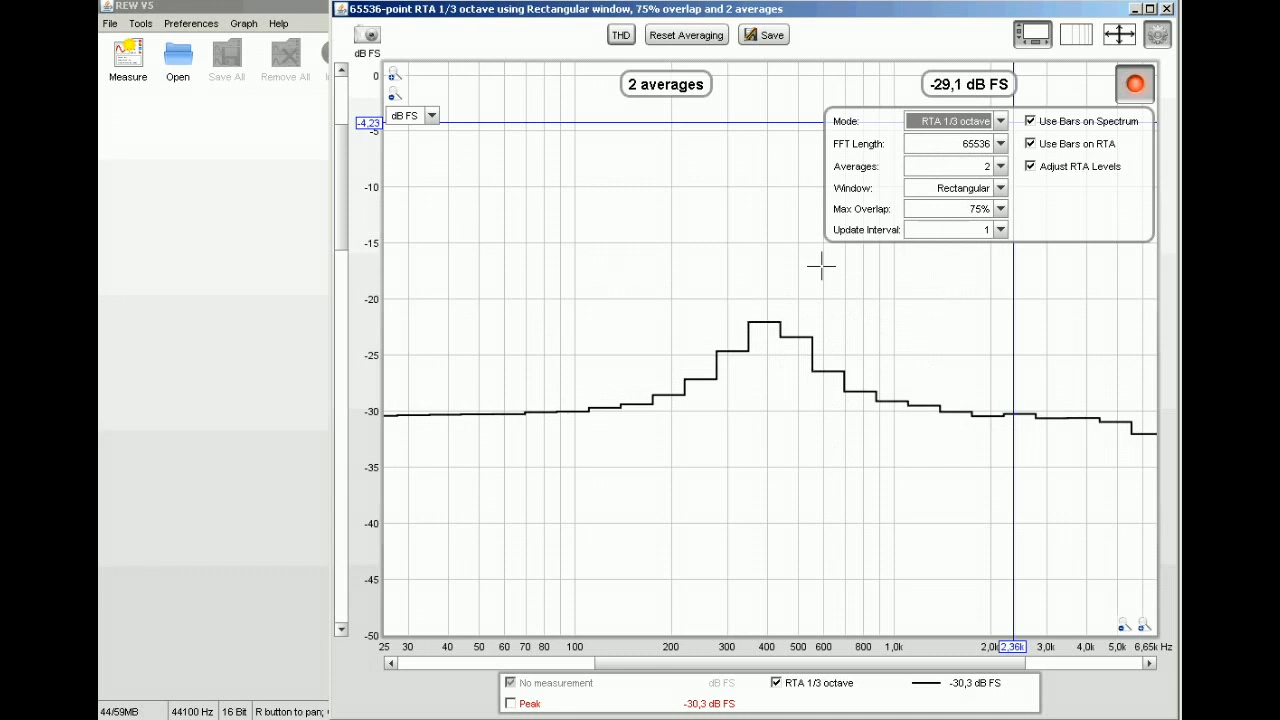 REW V5
65536-point RTA 1/3 octave using Rectangular window, 75% overlap and 2 averages
File Tools Preferences Graph Help
THD Reset Averaging Save
dB FS
Measure Open Save All Remove All
2 averages -29,1 dB FS
dB FS
Mode: RTA 1/3 octave Use Bars on Spectrum
FFT Length: 65536 Use Bars on RTA
Averages: 2 Adjust RTA Levels
Window: Rectangular
Max Overlap: 75%
Update Interval: 1
0
-4,23
-5
-10
-15
-20
-25
-30
-35
-40
-45
-50
25 30 40 50 60 70 80 100 200 300 400 500 600 800 1,0k 2,0k 2,36k 3,0k 4,0k 5,0k 6,65k Hz
No measurement dB FS RTA 1/3 octave -30,3 dB FS
Peak -30,3 dB FS
44/59MB 44100 Hz 16 Bit R button to pan;